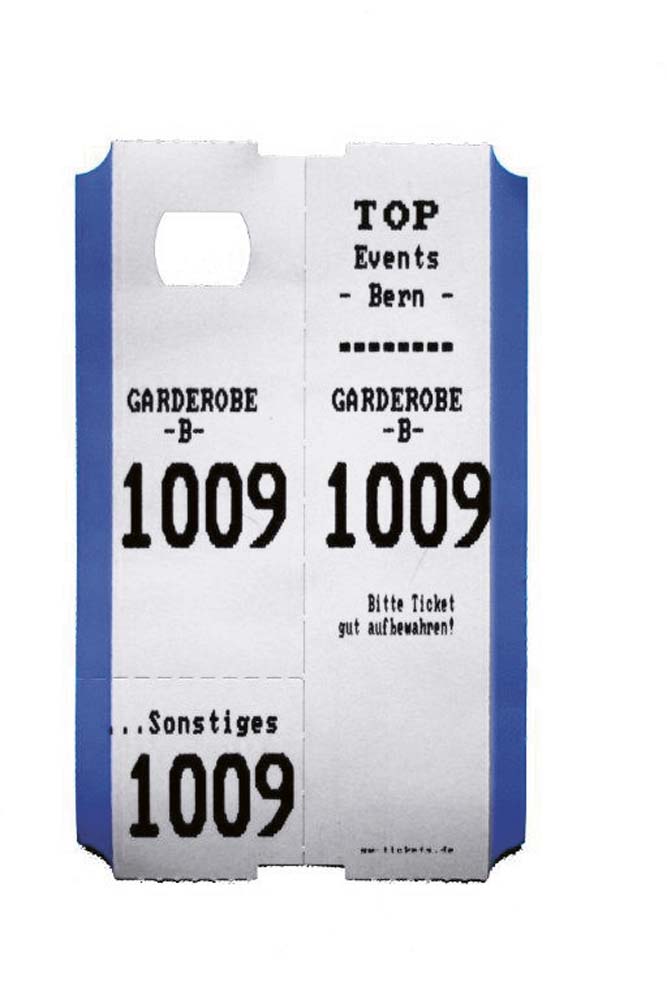 GARDEROBE
-B-
1009
...Sonstiges
1009
TOP
Events
- Bern -
GARDEROBE
-B-
1009
Bitte Ticket
gut aufbewahren!